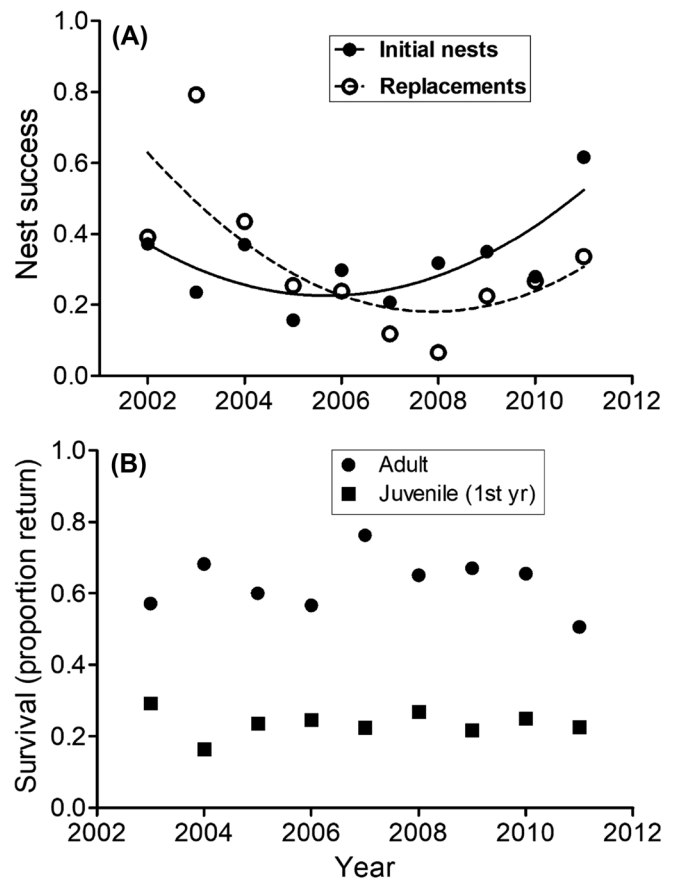 (A)
Initial nests
Replacements
Nest success
1.0
0.8
0.6
0.4
0.2
0.0
2002 2004 2006 2008 2010 2012
(B)
Adult
Juvenile (1st yr)
Survival (proportion return)
1.0
0.8
0.6
0.4
0.2
0.0
2002 2004 2006 2008 2010 2012
Year